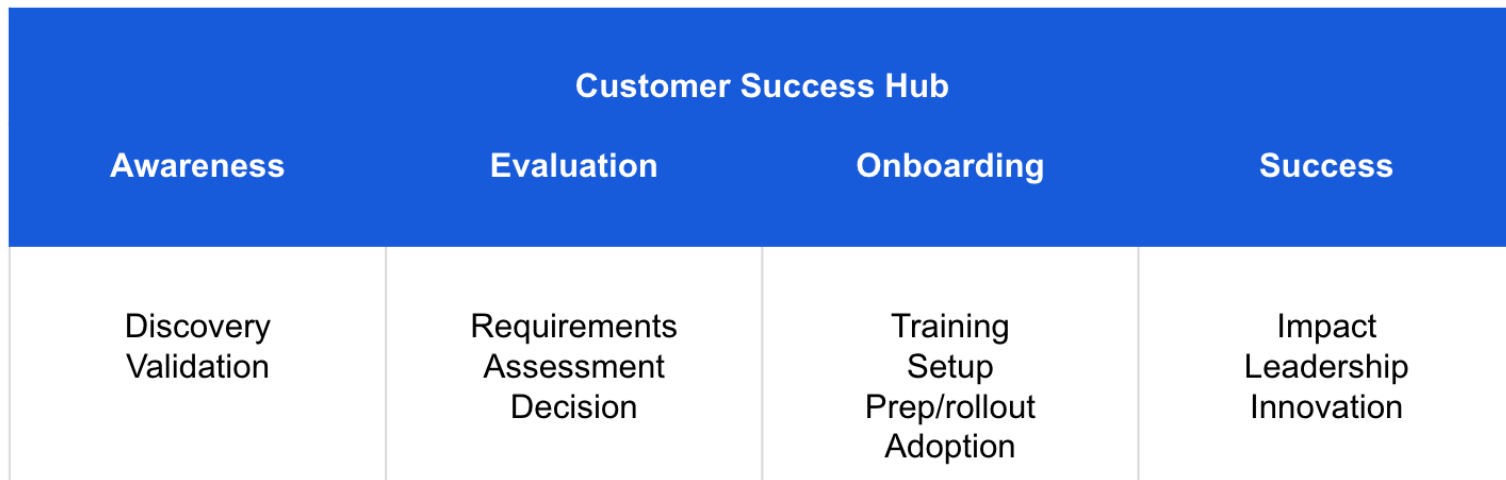 Customer Success Hub
Awareness
Evaluation
Onboarding
Success
Discovery
Validation
Requirements
Assessment
Decision
Training
Setup
Prep/rollout
Adoption
Impact
Leadership
Innovation